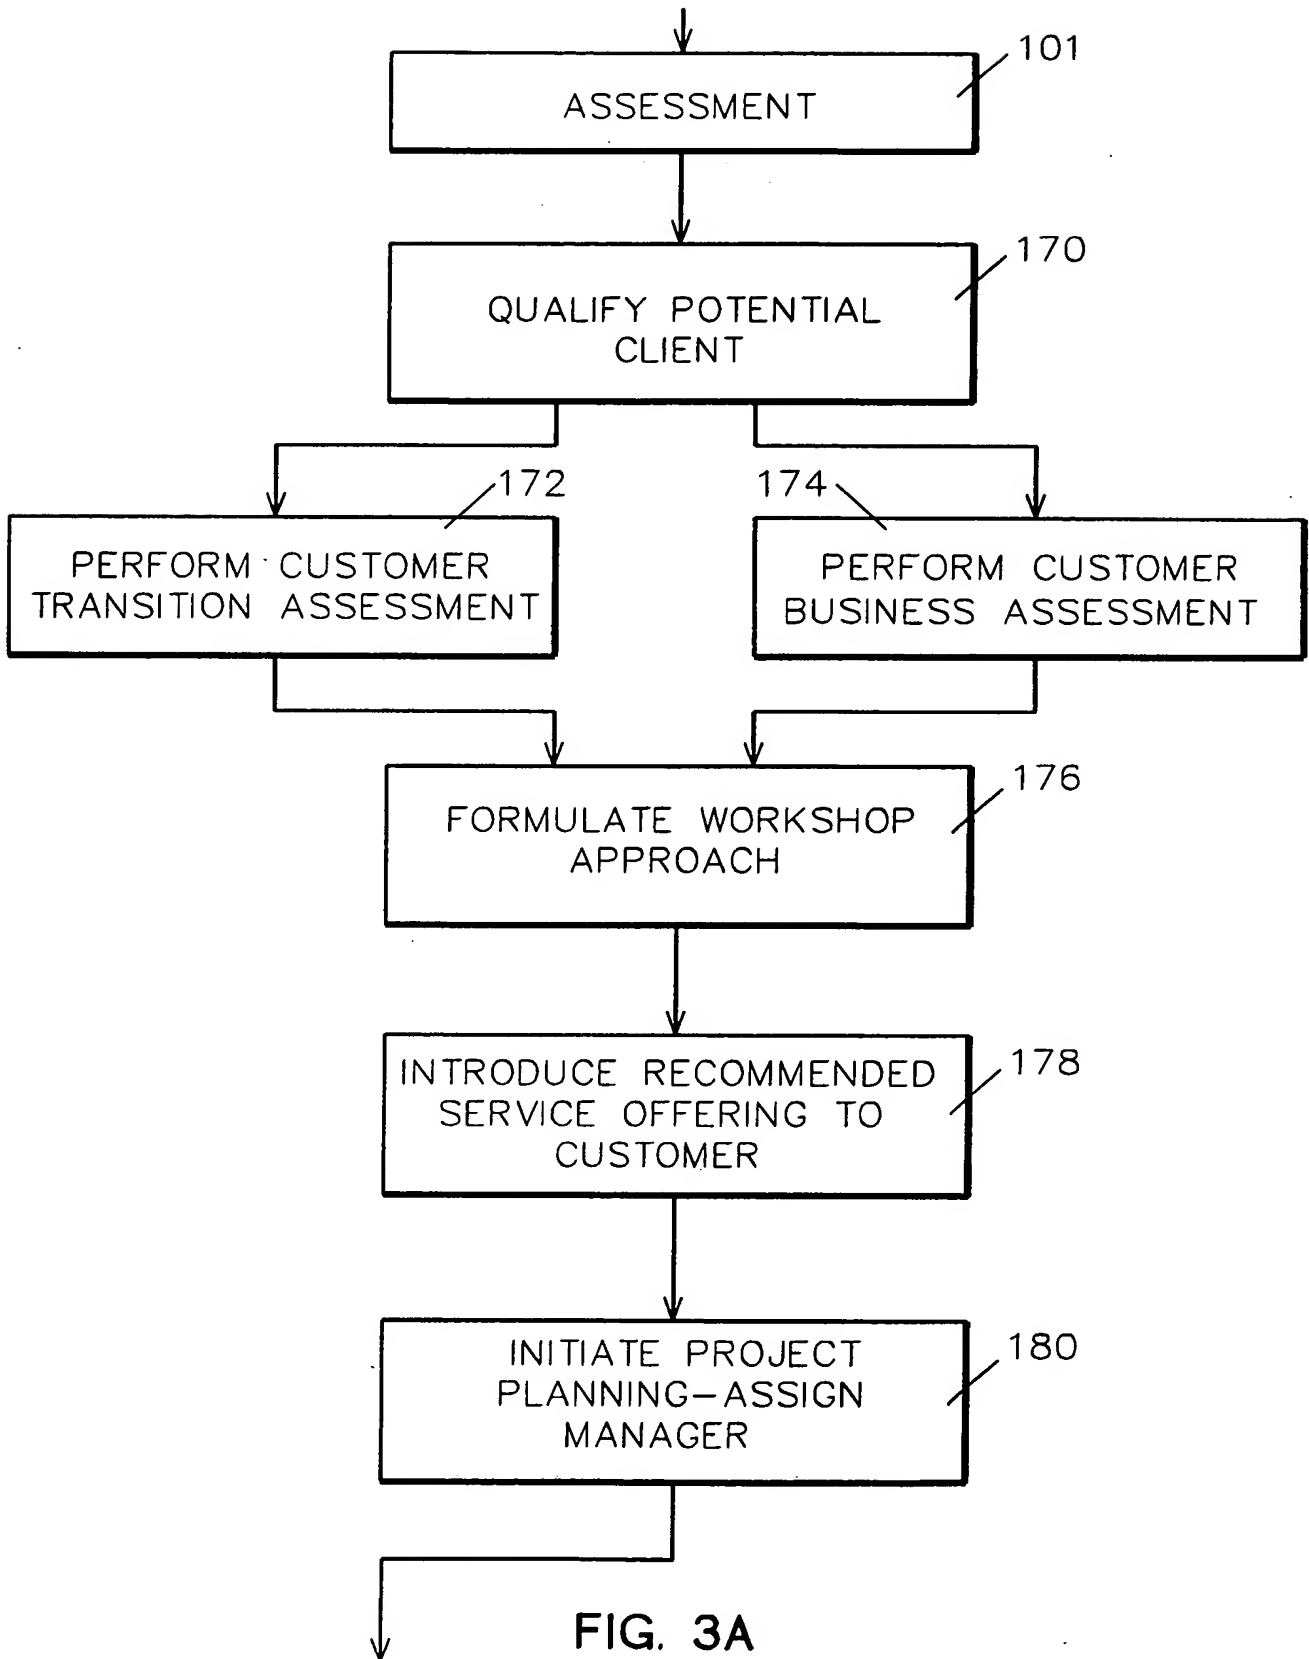 101
ASSESSMENT
170
QUALIFY POTENTIAL
CLIENT
172
174
PERFORM CUSTOMER
TRANSITION ASSESSMENT
PERFORM CUSTOMER
BUSINESS ASSESSMENT
176
FORMULATE WORKSHOP
APPROACH
178
INTRODUCE RECOMMENDED
SERVICE OFFERING TO
CUSTOMER
180
INITIATE PROJECT
PLANNING-ASSIGN
MANAGER
FIG. 3A